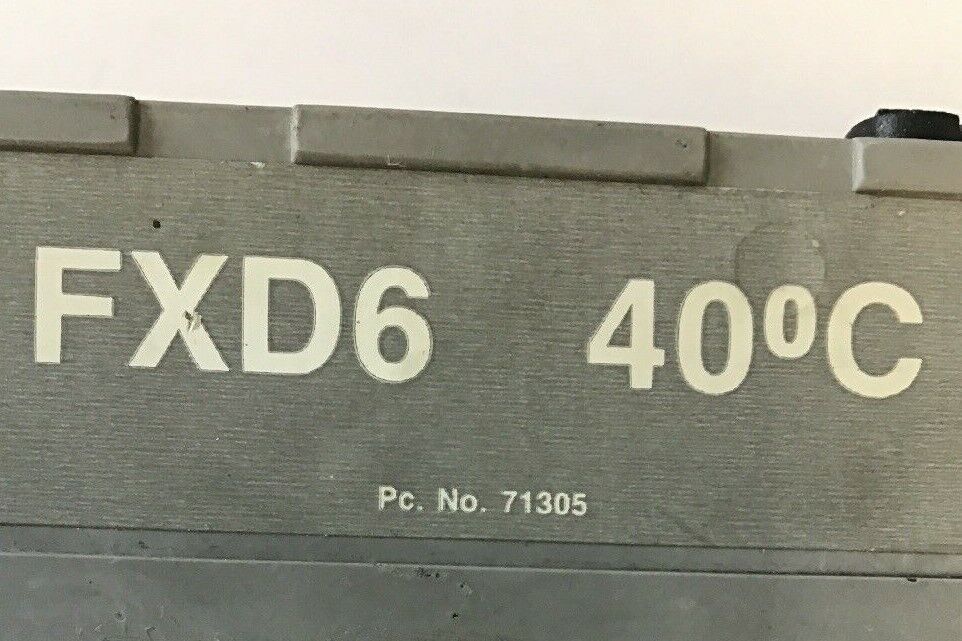 FXD6 40ºC
Pc. No. 71305